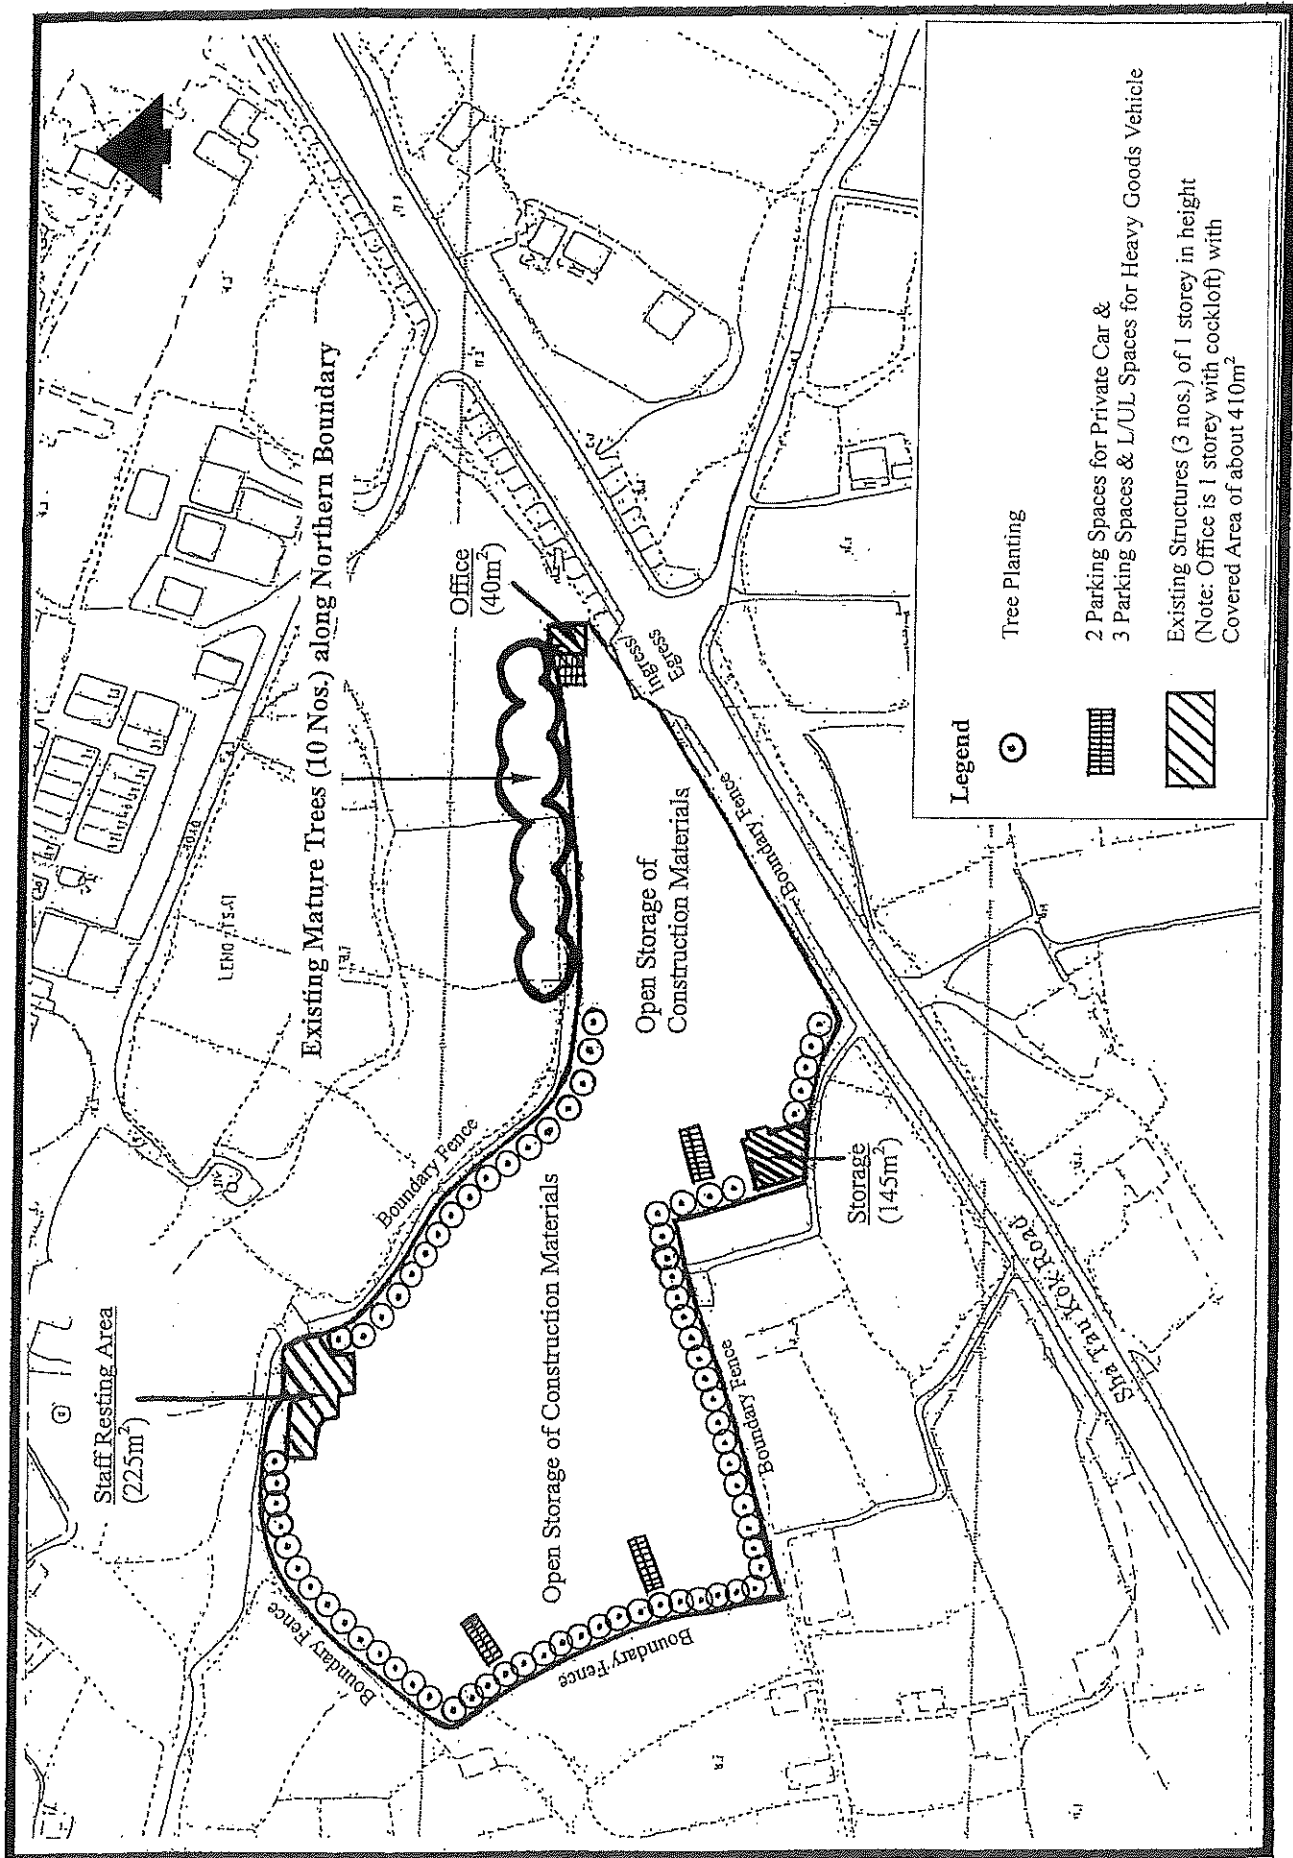 Existing Mature Trees (10 Nos.) along Northern Boundary
Staff Resting Area
(225m²)
Office
(40m²)
Ingress/
Egress
Boundary Fence
Boundary Fence
Boundary Fence
Boundary Fence
Boundary Fence
Open Storage of
Construction Materials
Open Storage of Construction Materials
Storage
(145m²)
Sha Tau Kok Road
LENG TSAI
Legend
Tree Planting
2 Parking Spaces for Private Car &
3 Parking Spaces & L/UL Spaces for Heavy Goods Vehicle
Existing Structures (3 nos.) of 1 storey in height
(Note: Office is 1 storey with cockloft) with
Covered Area of about 410m²